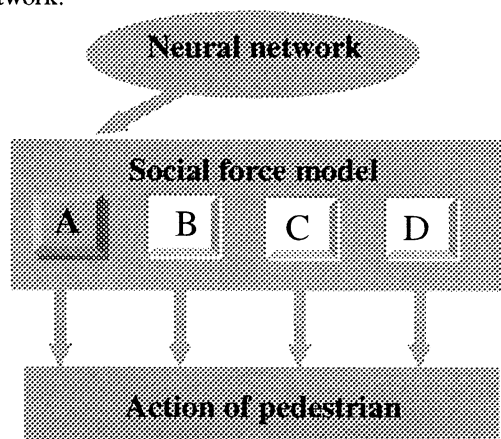 Neural network
Social force model
A B C D
Action of pedestrian